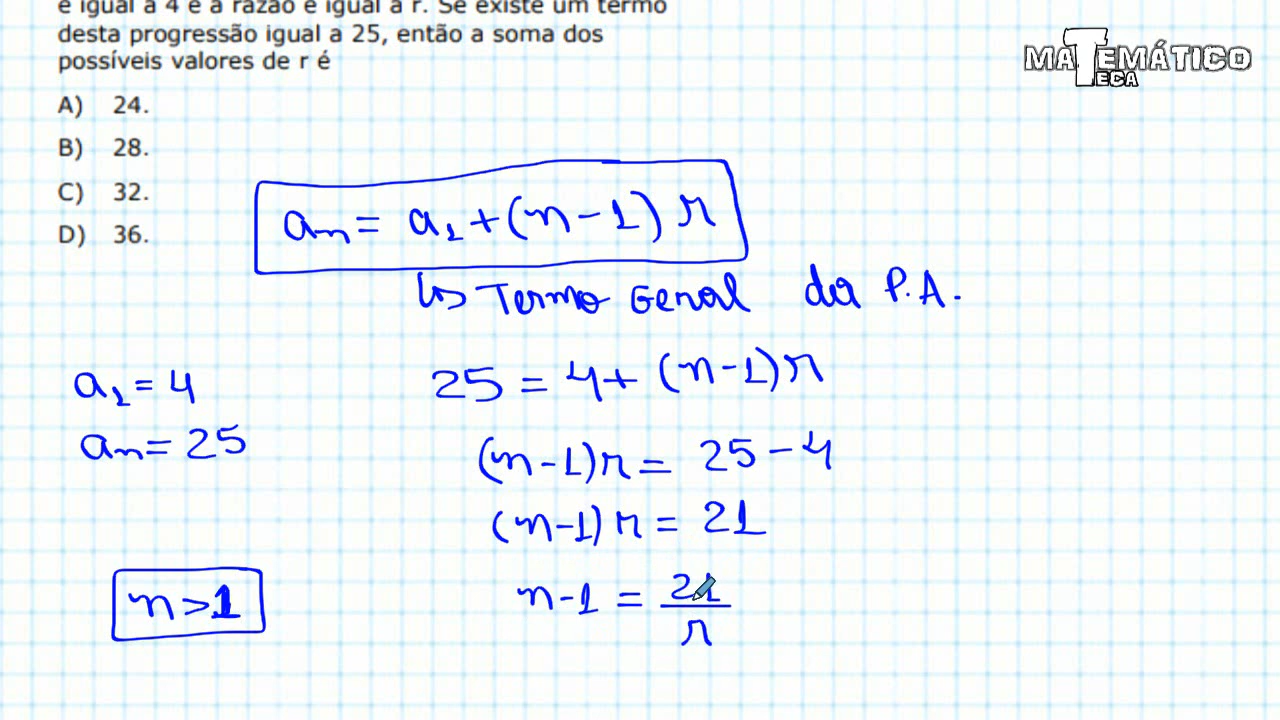 é igual a 4 e a razão é igual a r. Se existe um termo
desta progressão igual a 25, então a soma dos
possíveis valores de r é
MATEMÁTICO
TECA
A) 24.
B) 28.
C) 32.
D) 36.
an = a1 + (n - 1) r
↳ Termo Geral da P.A.
a1 = 4
an = 25
25 = 4 + (n - 1) r
(n - 1) r = 25 - 4
(n - 1) r = 21
n > 1
n - 1 = 21/r